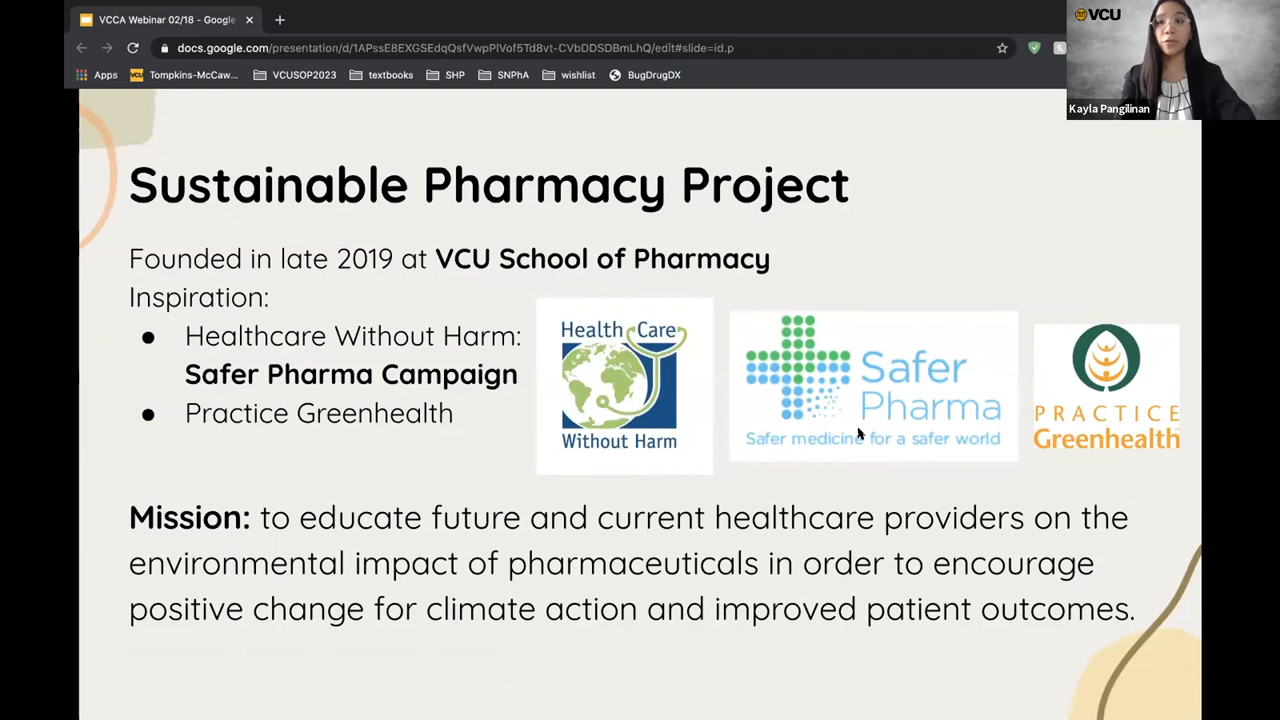 VCCA Webinar 02/18 - Google
docs.google.com/presentation/d/1APssE8EXGSEdqQsfVwpPlVof5Td8vt-CVbDDSDBmLhQ/edit#slide=id.p
Apps
Tompkins-McCaw...
VCUSOP2023
textbooks
SHP
SNPhA
wishlist
BugDrugDX
VCU
Kayla Pangilinan
Sustainable Pharmacy Project
Founded in late 2019 at VCU School of Pharmacy
Inspiration:
● Healthcare Without Harm:
Safer Pharma Campaign
● Practice Greenhealth
Health Care
Without Harm
Safer
Pharma
Safer medicine for a safer world
PRACTICE
Greenhealth
Mission: to educate future and current healthcare providers on the
environmental impact of pharmaceuticals in order to encourage
positive change for climate action and improved patient outcomes.